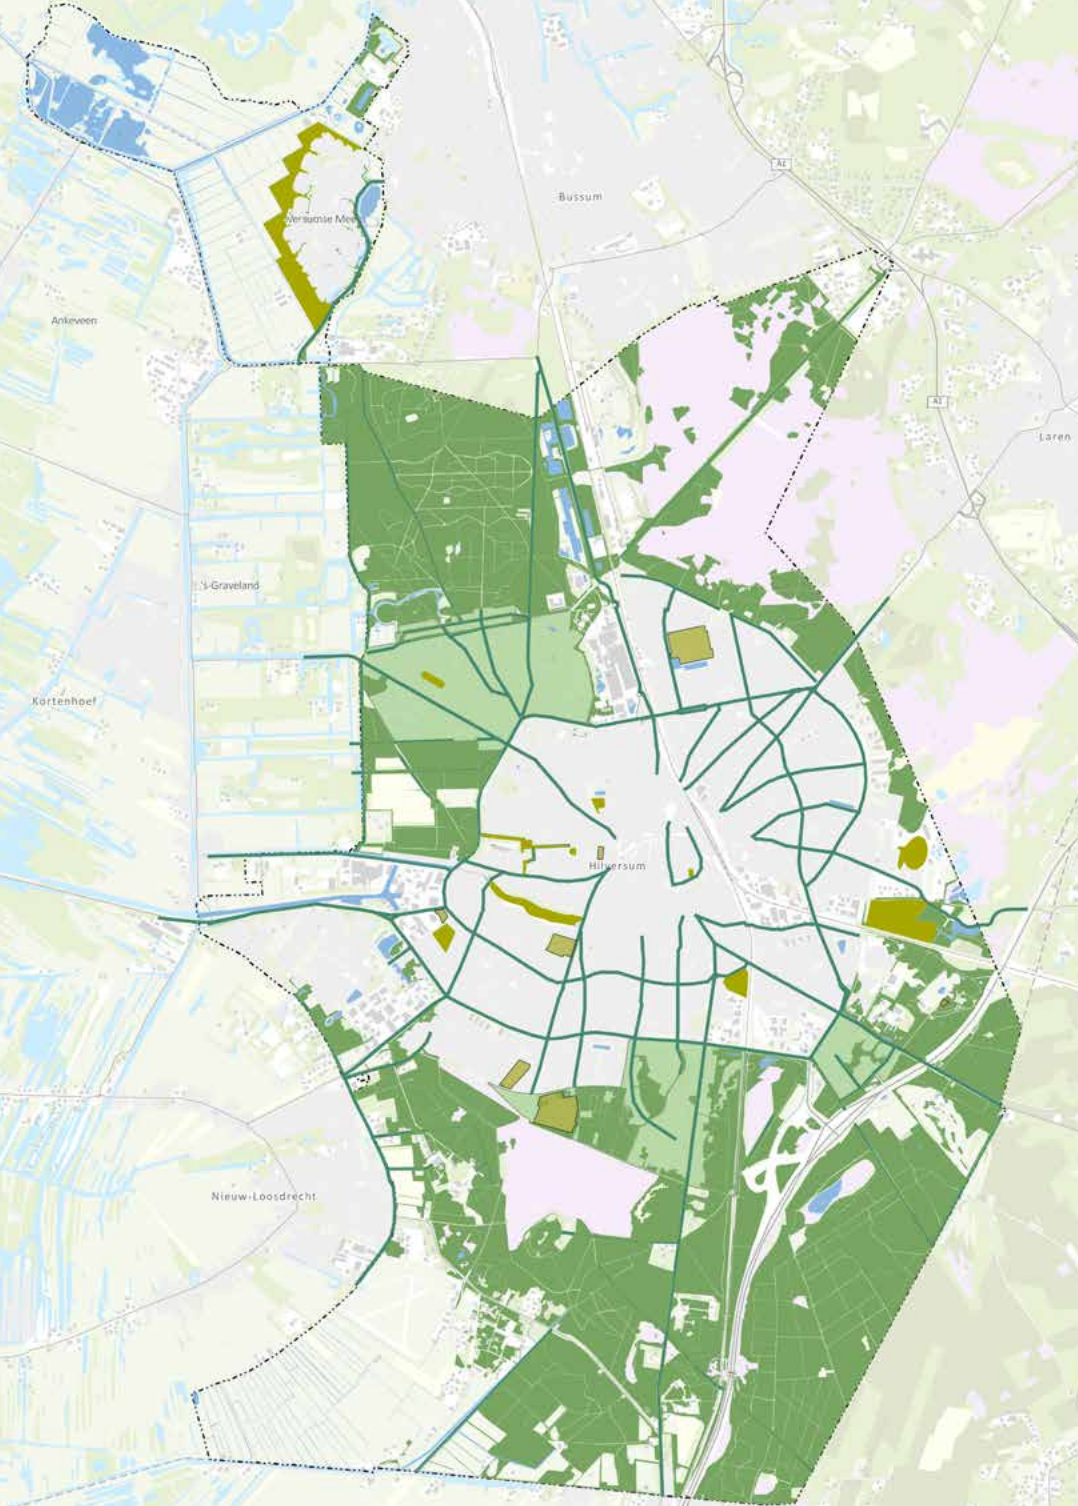 A1
Bussum
Ankeveen
A1
Laren
's-Graveland
Kortenhoef
Hilversum
Nieuw-Loosdrecht